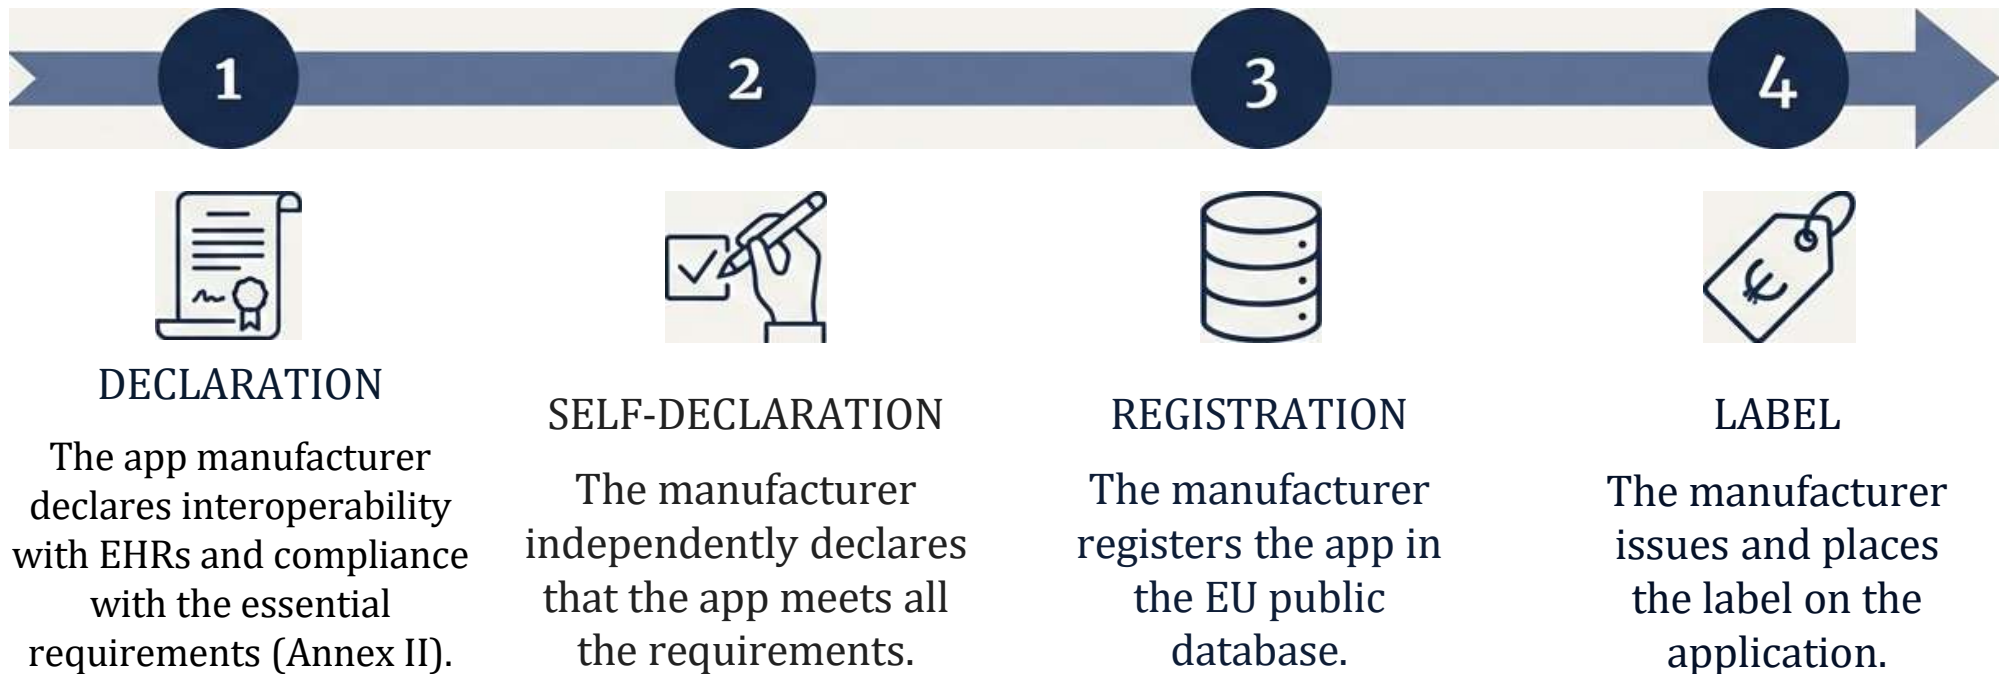 1
2
3
4
DECLARATION
The app manufacturer
declares interoperability
with EHRs and compliance
with the essential
requirements (Annex II).
SELF-DECLARATION
The manufacturer
independently declares
that the app meets all
the requirements.
REGISTRATION
The manufacturer
registers the app in
the EU public
database.
€
LABEL
The manufacturer
issues and places
the label on the
application.